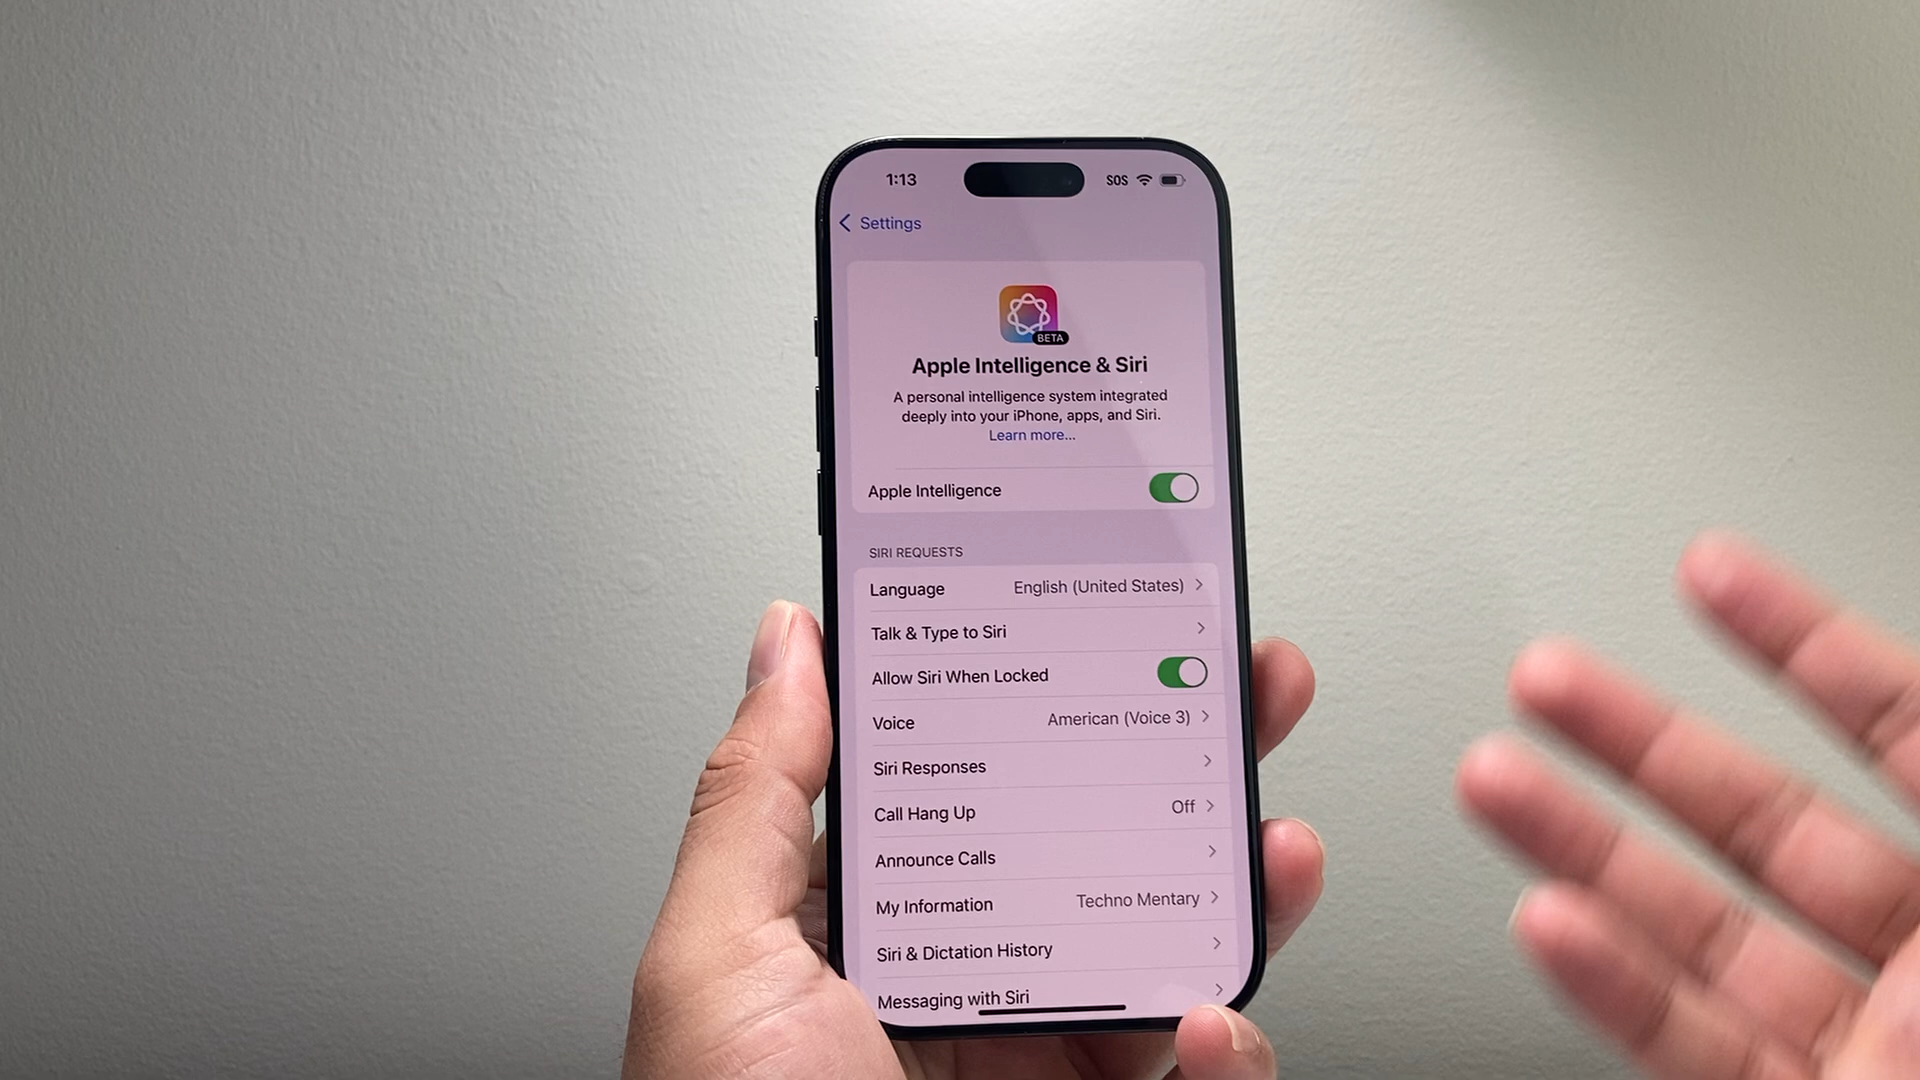 1:13 SOS
Settings
BETA
Apple Intelligence & Siri
A personal intelligence system integrated
deeply into your iPhone, apps, and Siri.
Learn more...
Apple Intelligence
SIRI REQUESTS
Language English (United States)
Talk & Type to Siri
Allow Siri When Locked
Voice American (Voice 3)
Siri Responses
Call Hang Up Off
Announce Calls
My Information Techno Mentary
Siri & Dictation History
Messaging with Siri